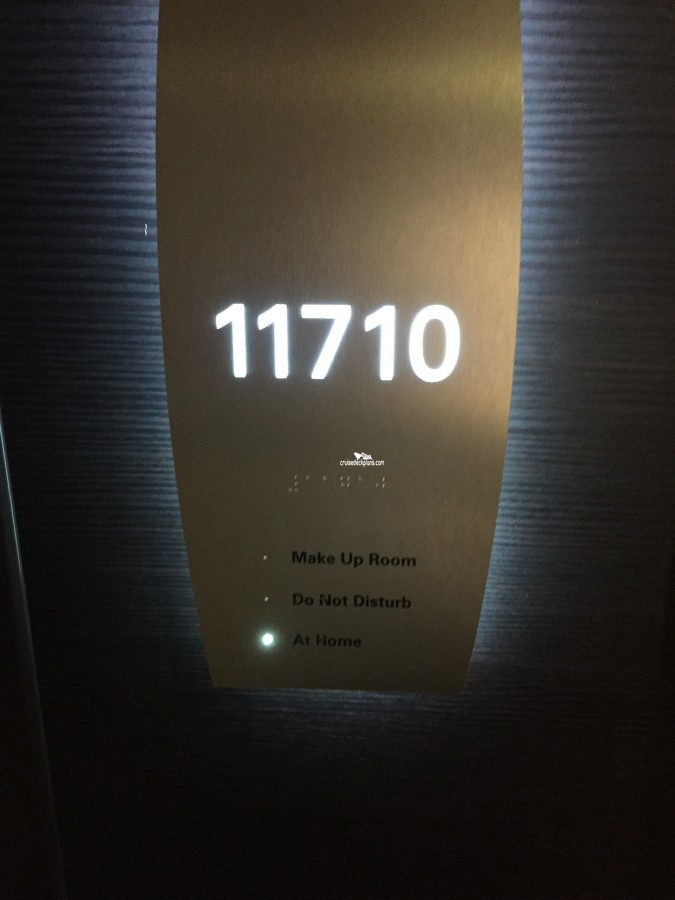 11710
cruisedeckplans.com
Make Up Room
Do Not Disturb
At Home